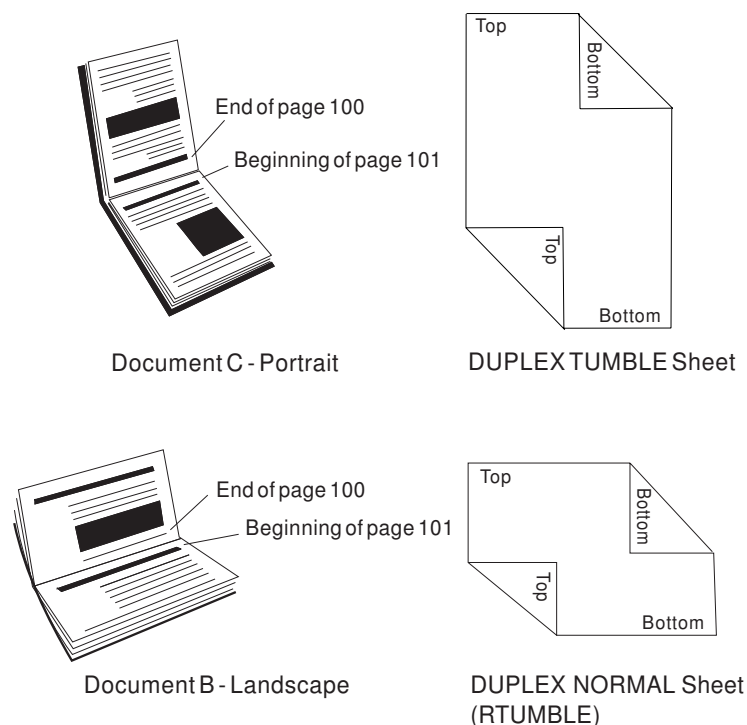 Top
Bottom
End of page 100
Beginning of page 101
Top
Bottom
Document C - Portrait
DUPLEX TUMBLE Sheet
Top
Bottom
End of page 100
Beginning of page 101
Top
Bottom
Document B - Landscape
DUPLEX NORMAL Sheet
(RTUMBLE)